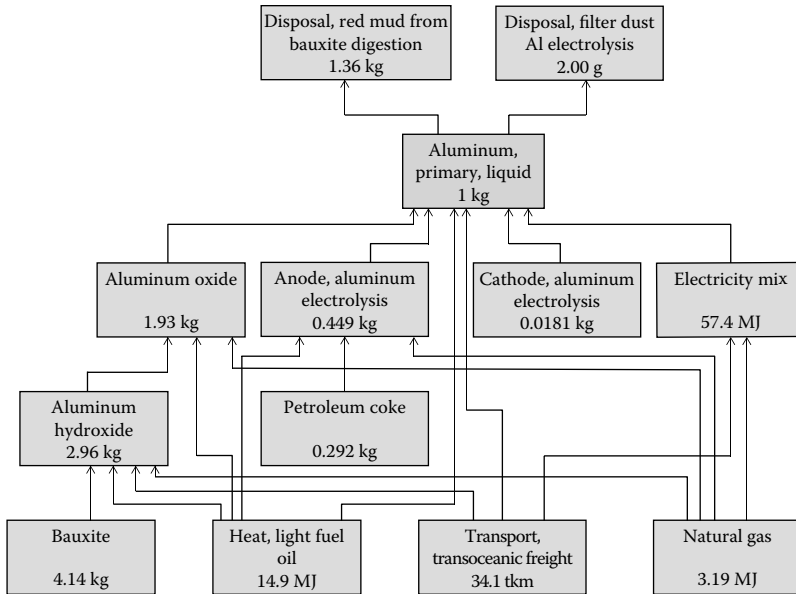 Disposal, red mud from
bauxite digestion
1.36 kg
Disposal, filter dust
Al electrolysis
2.00 g
Aluminum,
primary, liquid
1 kg
Aluminum oxide
1.93 kg
Anode, aluminum
electrolysis
0.449 kg
Cathode, aluminum
electrolysis
0.0181 kg
Electricity mix
57.4 MJ
Aluminum
hydroxide
2.96 kg
Petroleum coke
0.292 kg
Bauxite
4.14 kg
Heat, light fuel
oil
14.9 MJ
Transport,
transoceanic freight
34.1 tkm
Natural gas
3.19 MJ